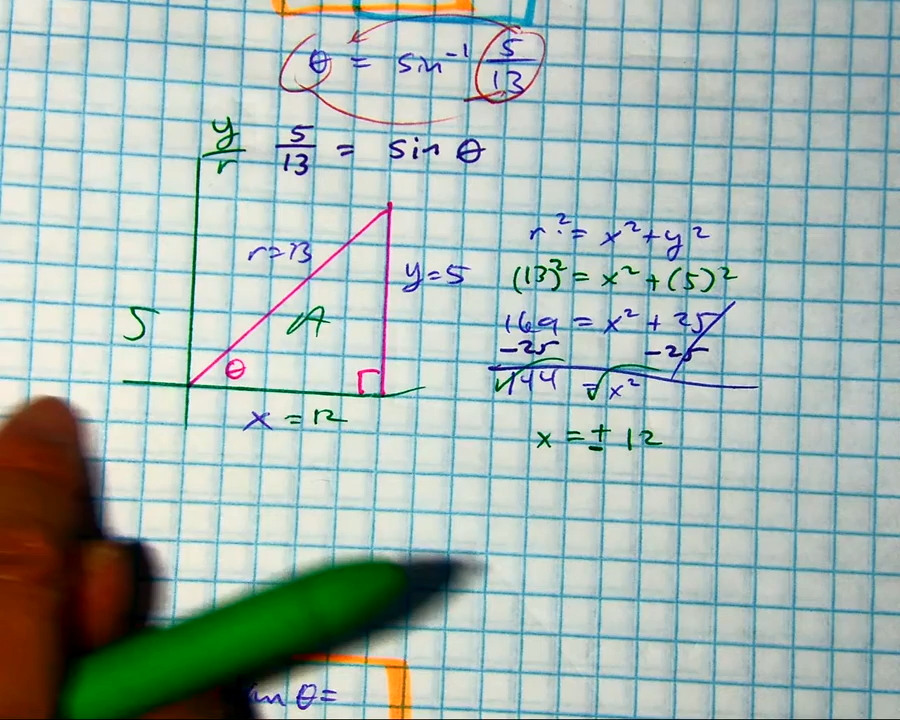 θ = sin⁻¹ 5/13
y/r 5/13 = sin θ
r² = x² + y²
r=13
y=5
(13)² = x² + (5)²
S A
169 = x² + 25
-25 -25
θ
√144 = √x²
x = 12
x = ± 12
in θ=